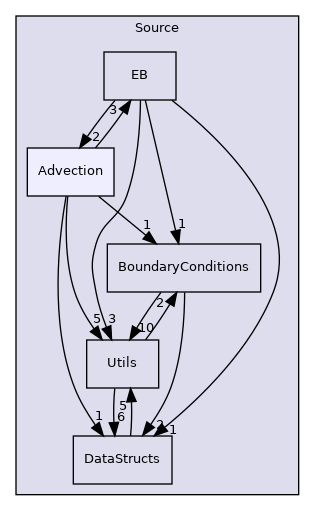 Source
EB
3
2
Advection
1
1
BoundaryConditions
2
5
3
10
Utils
5
6
1
2
1
DataStructs